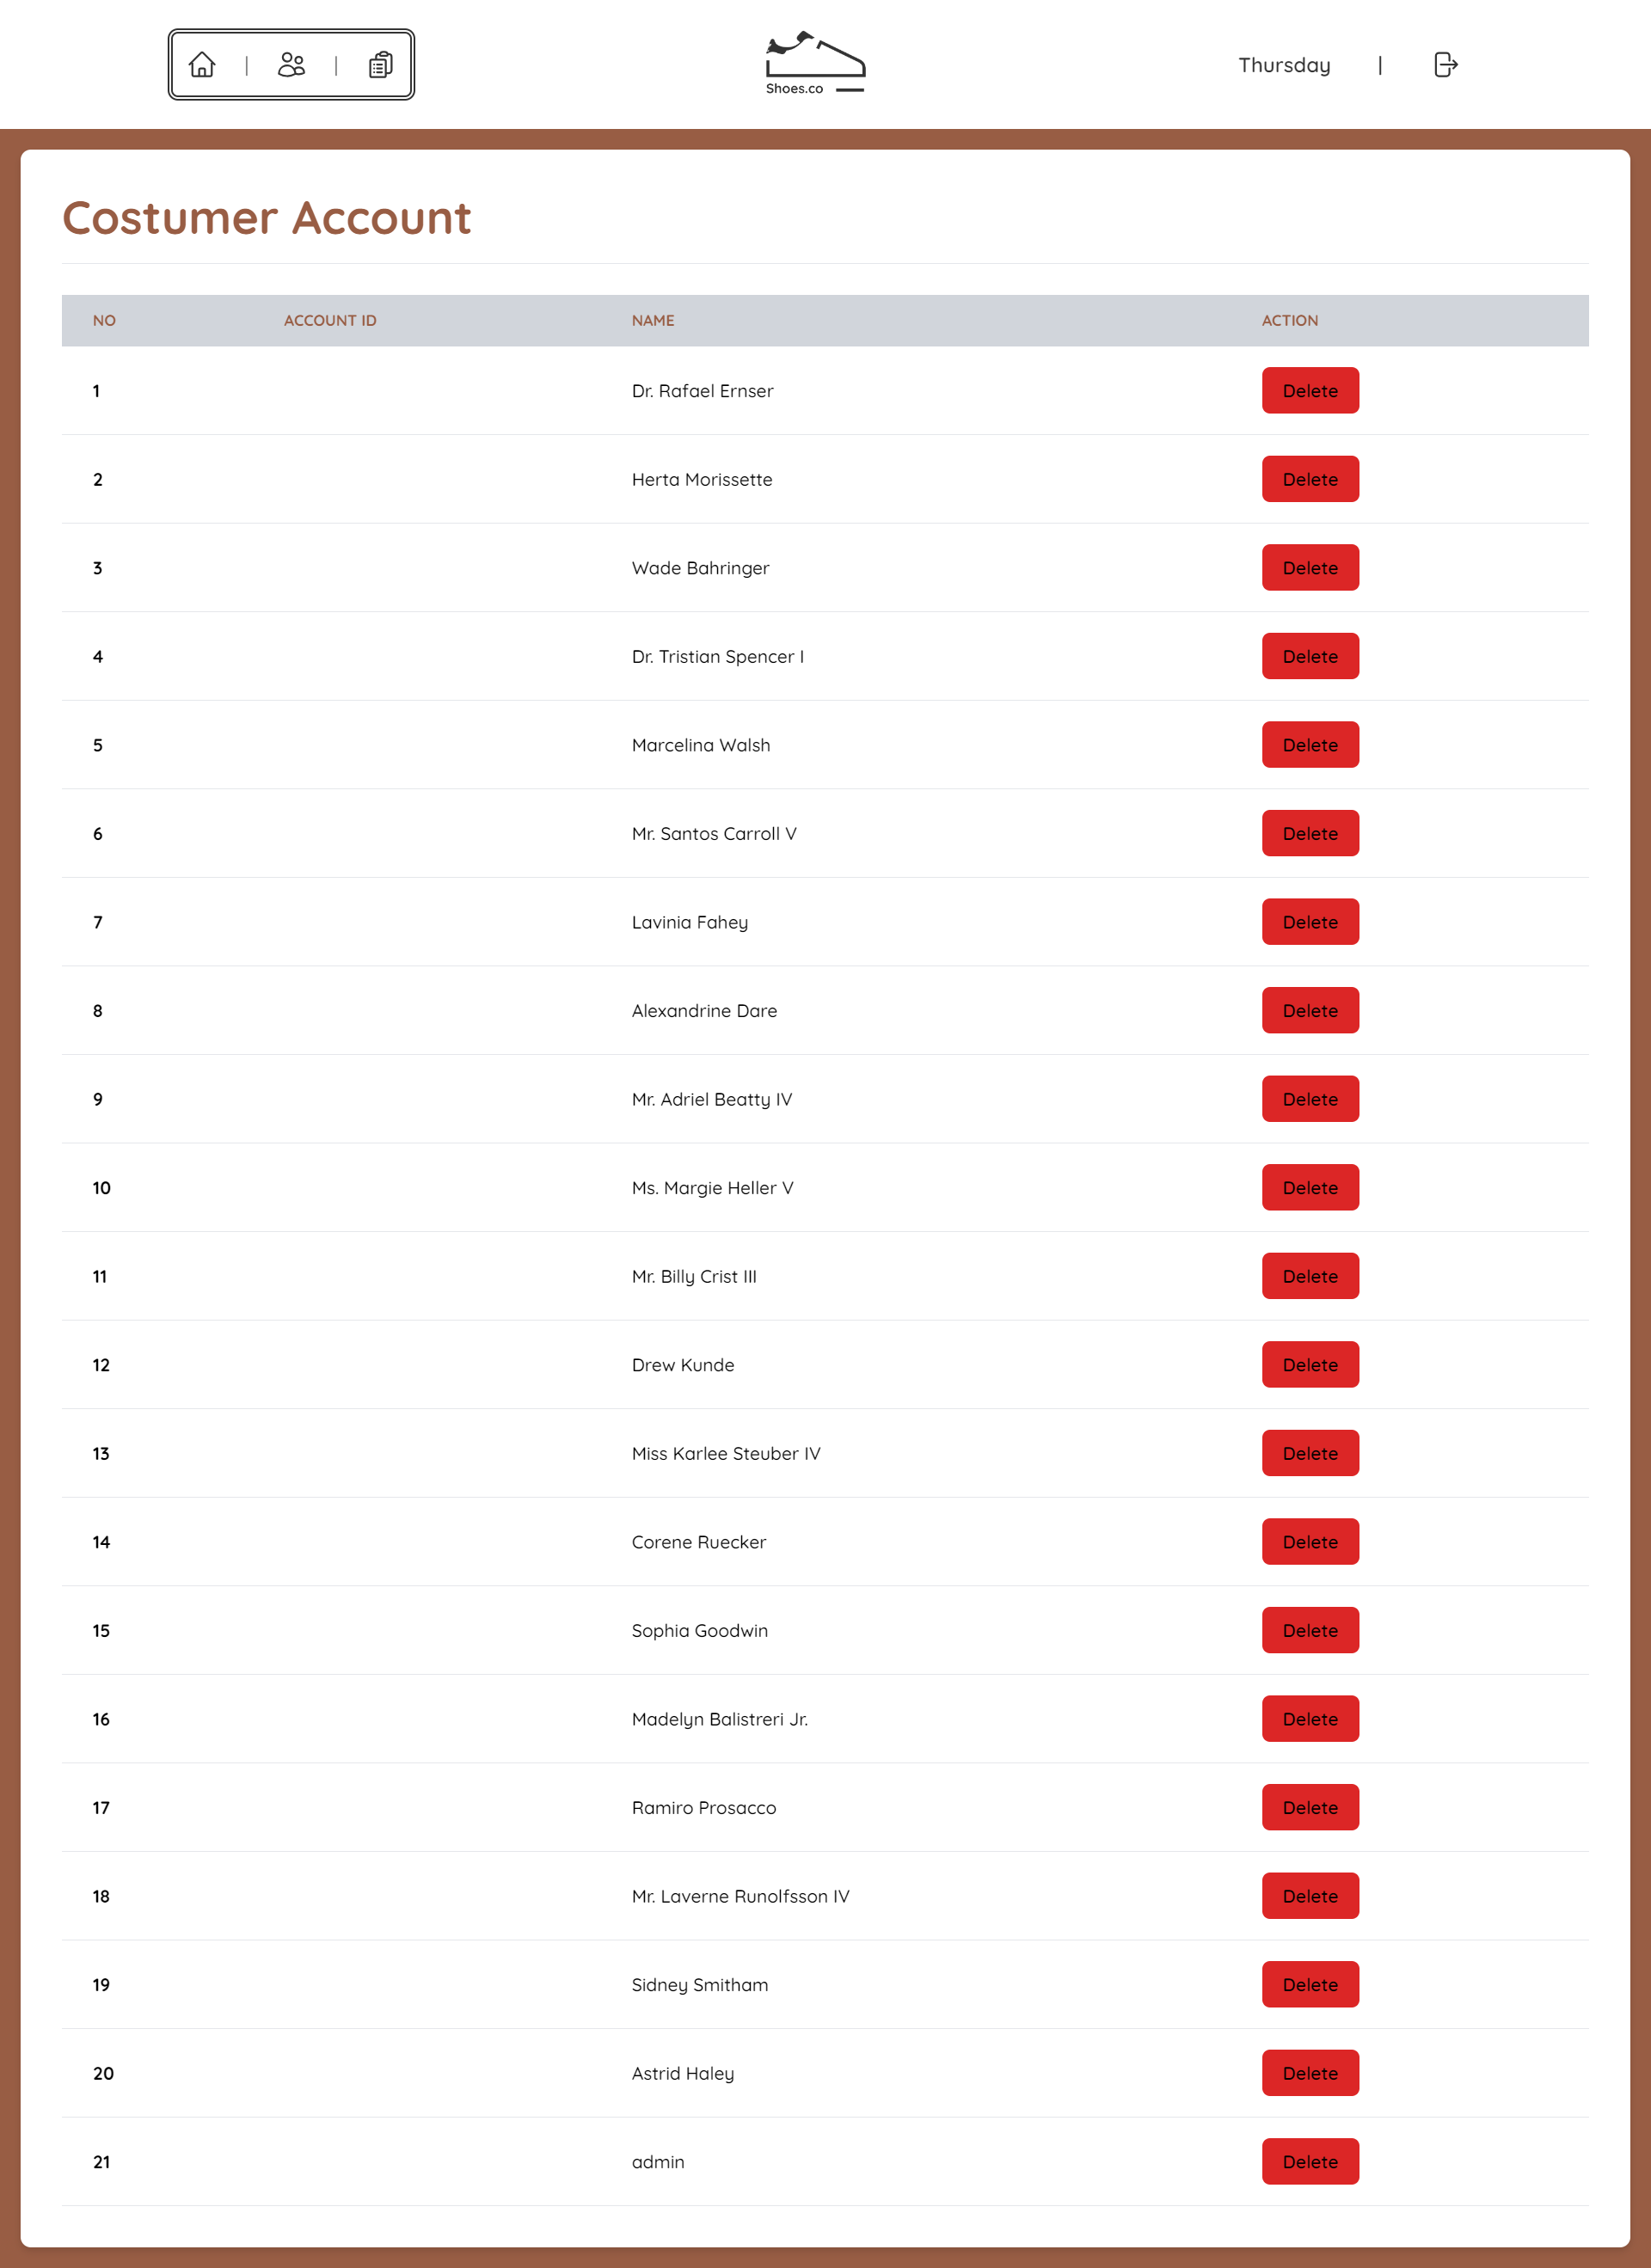 Shoes.co
Thursday |
Costumer Account
NO ACCOUNT ID NAME ACTION
1 Dr. Rafael Ernser Delete
2 Herta Morissette Delete
3 Wade Bahringer Delete
4 Dr. Tristian Spencer I Delete
5 Marcelina Walsh Delete
6 Mr. Santos Carroll V Delete
7 Lavinia Fahey Delete
8 Alexandrine Dare Delete
9 Mr. Adriel Beatty IV Delete
10 Ms. Margie Heller V Delete
11 Mr. Billy Crist III Delete
12 Drew Kunde Delete
13 Miss Karlee Steuber IV Delete
14 Corene Ruecker Delete
15 Sophia Goodwin Delete
16 Madelyn Balistreri Jr. Delete
17 Ramiro Prosacco Delete
18 Mr. Laverne Runolfsson IV Delete
19 Sidney Smitham Delete
20 Astrid Haley Delete
21 admin Delete